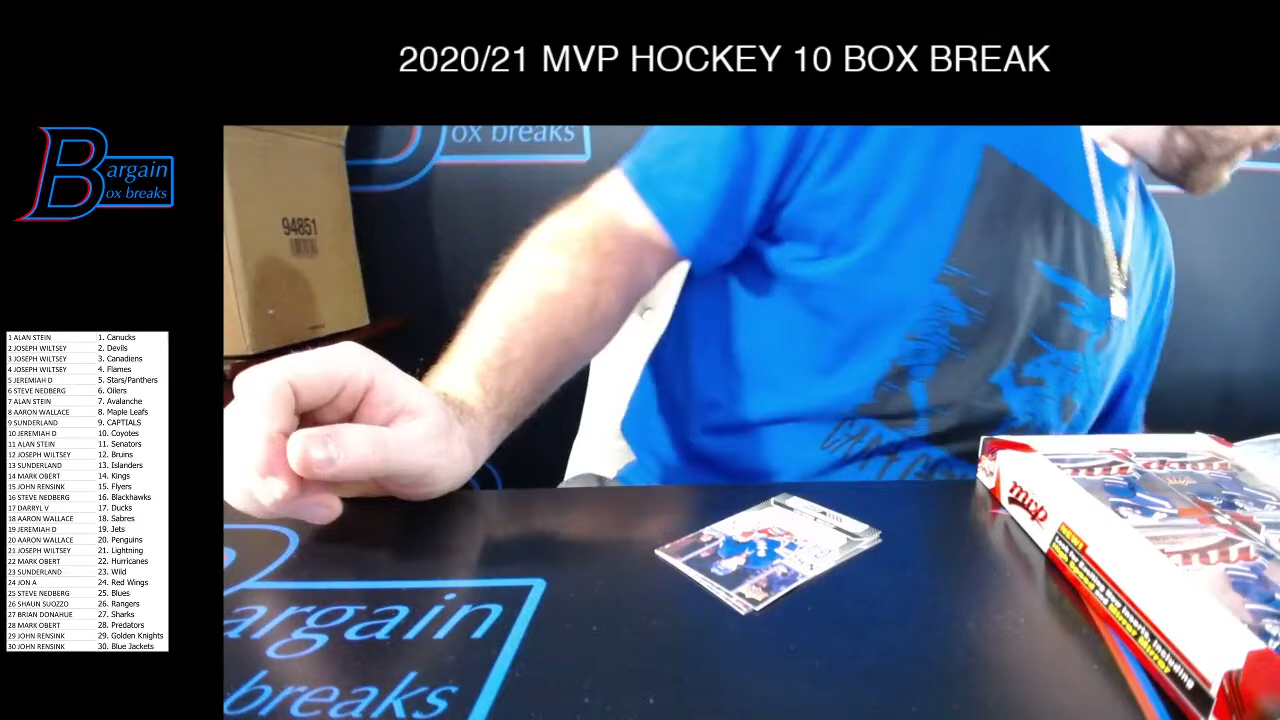 2020/21 MVP HOCKEY 10 BOX BREAK
Bargain
ox breaks
ox breaks
94851
1 ALAN STEIN 1. Canucks
2 JOSEPH WILTSEY 2. Devils
3 JOSEPH WILTSEY 3. Canadiens
4 JOSEPH WILTSEY 4. Flames
5 JEREMIAH D 5. Stars/Panthers
6 STEVE NEDBERG 6. Oilers
7 ALAN STEIN 7. Avalanche
8 AARON WALLACE 8. Maple Leafs
9 SUNDERLAND 9. CAPTIALS
10 JEREMIAH D 10. Coyotes
11 ALAN STEIN 11. Senators
12 JOSEPH WILTSEY 12. Bruins
13 SUNDERLAND 13. Islanders
14 MARK OBERT 14. Kings
15 JOHN RENSINK 15. Flyers
16 STEVE NEDBERG 16. Blackhawks
17 DARRYL V 17. Ducks
18 AARON WALLACE 18. Sabres
19 JEREMIAH D 19. Jets
20 AARON WALLACE 20. Penguins
21 JOSEPH WILTSEY 21. Lightning
22 MARK OBERT 22. Hurricanes
23 SUNDERLAND 23. Wild
24 JON A 24. Red Wings
25 STEVE NEDBERG 25. Blues
26 SHAUN SUOZZO 26. Rangers
27 BRIAN DONAHUE 27. Sharks
28 MARK OBERT 28. Predators
29 JOHN RENSINK 29. Golden Knights
30 JOHN RENSINK 30. Blue Jackets
mvp
NEW!
argain
breaks